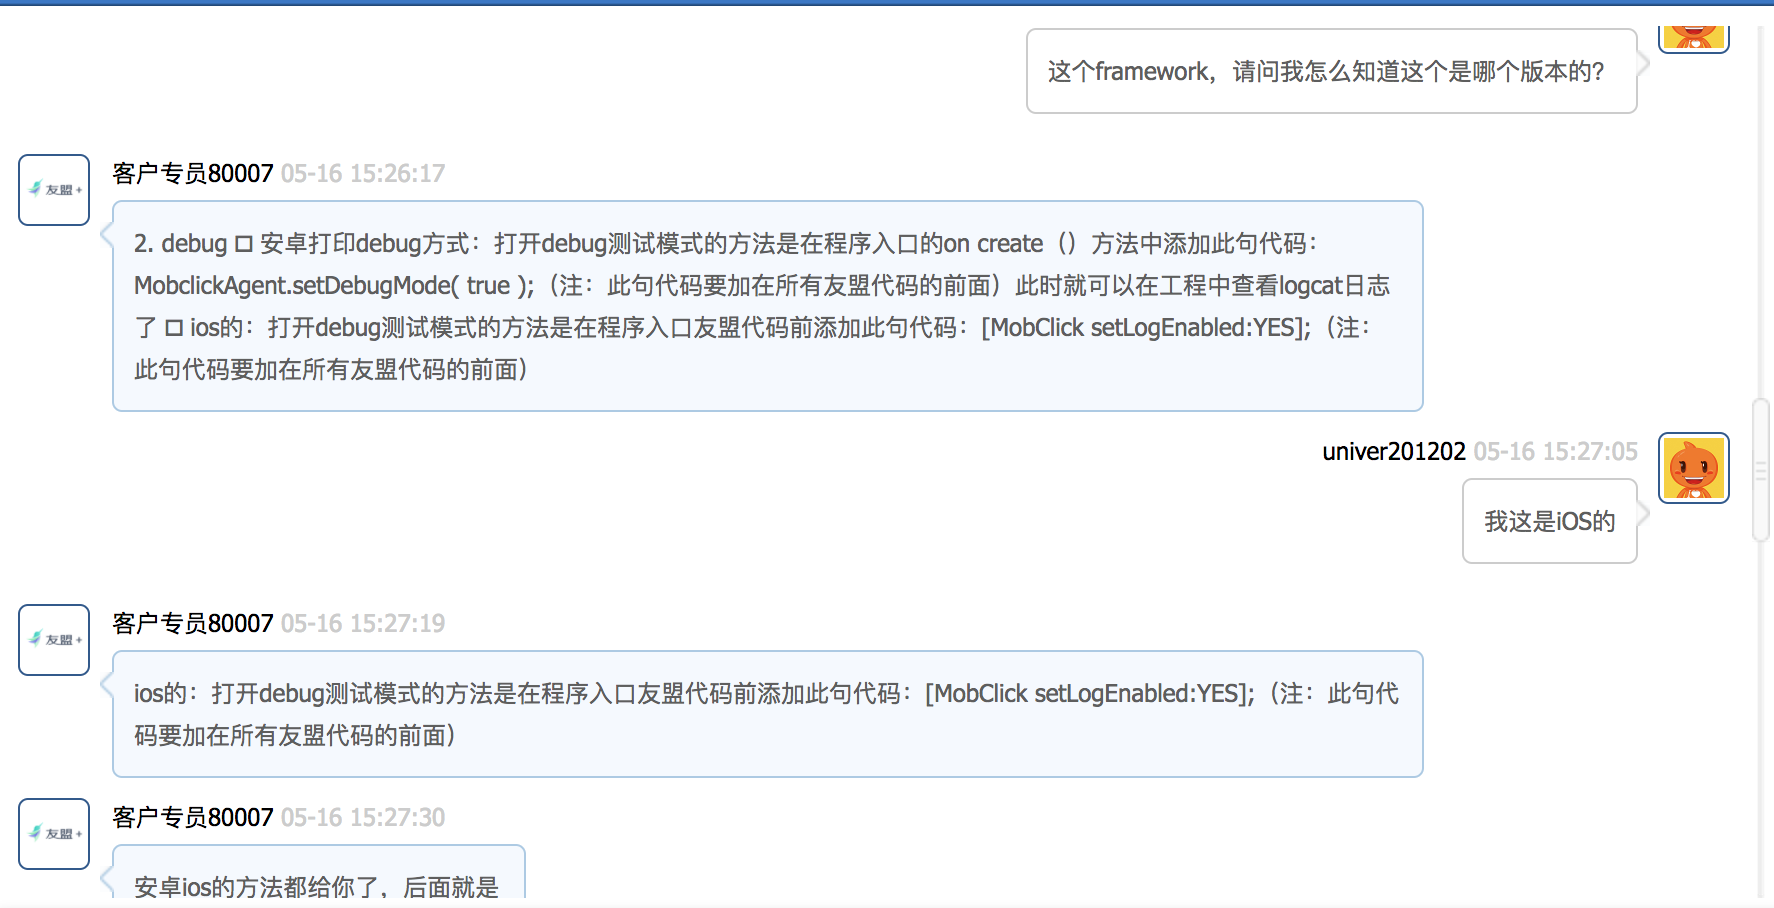 这个framework，请问我怎么知道这个是哪个版本的？
友盟+
客户专员80007 05-16 15:26:17
2. debug 口 安卓打印debug方式：打开debug测试模式的方法是在程序入口的on create（）方法中添加此句代码：
MobclickAgent.setDebugMode( true );（注：此句代码要加在所有友盟代码的前面）此时就可以在工程中查看logcat日志
了 口 ios的：打开debug测试模式的方法是在程序入口友盟代码前添加此句代码：[MobClick setLogEnabled:YES];（注：
此句代码要加在所有友盟代码的前面）
univer201202 05-16 15:27:05
我这是iOS的
友盟+
客户专员80007 05-16 15:27:19
ios的：打开debug测试模式的方法是在程序入口友盟代码前添加此句代码：[MobClick setLogEnabled:YES];（注：此句代
码要加在所有友盟代码的前面）
友盟+
客户专员80007 05-16 15:27:30
安卓ios的方法都给你了，后面就是